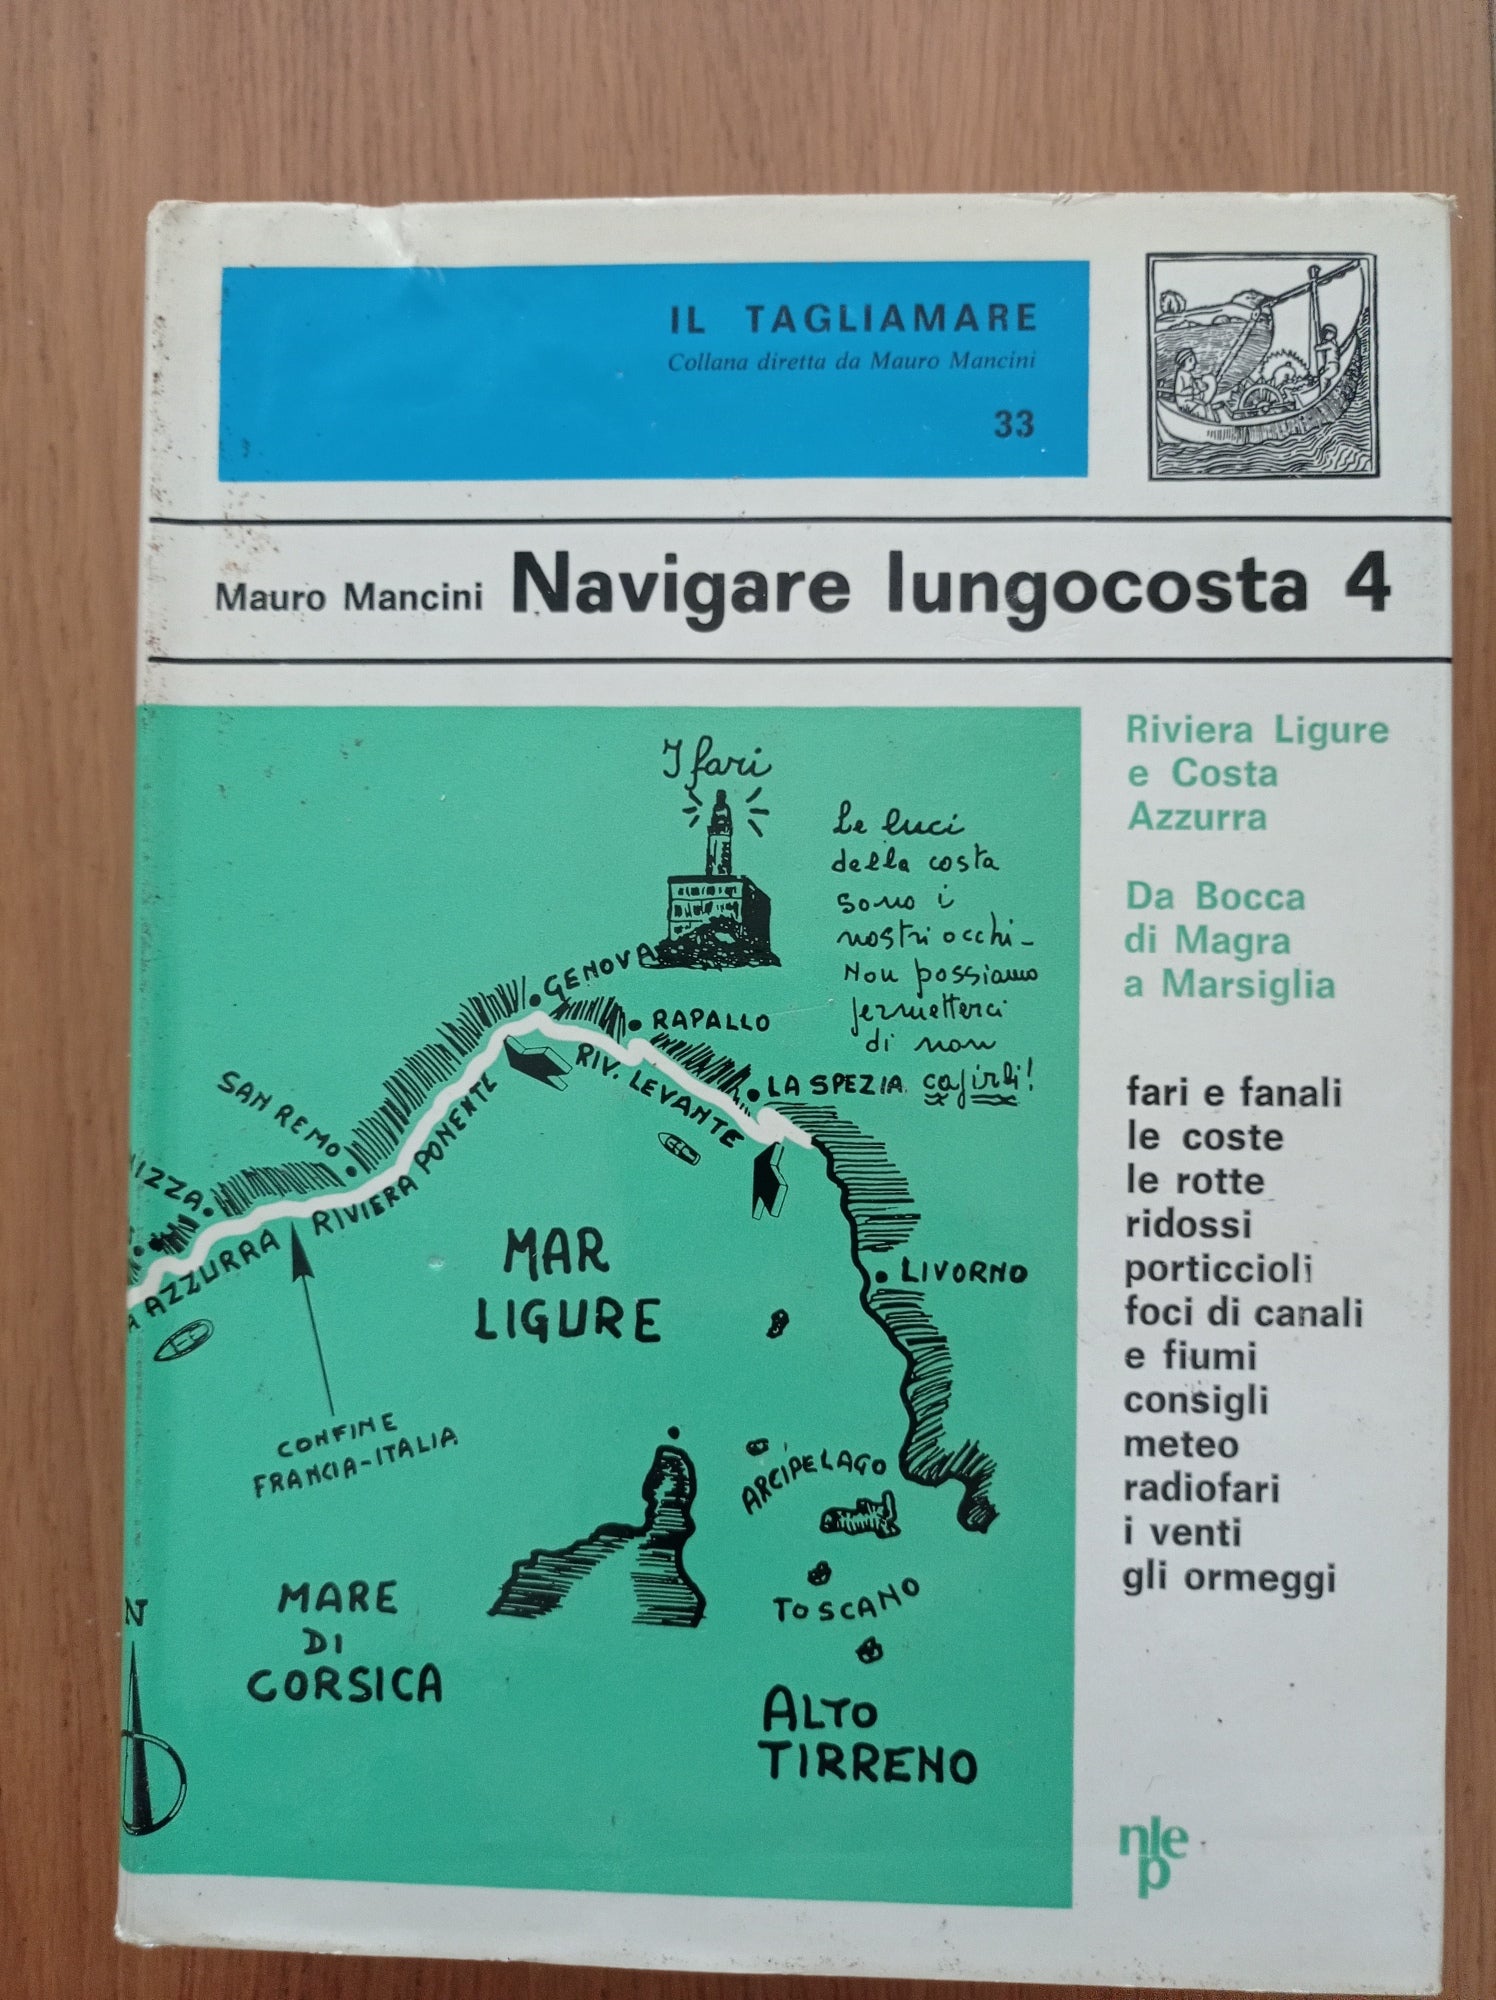 IL TAGLIAMARE
Collana diretta da Mauro Mancini
33
Mauro Mancini Navigare lungocosta 4
Riviera Ligure
e Costa
Azzurra
Da Bocca
di Magra
a Marsiglia
fari e fanali
le coste
le rotte
ridossi
porticcioli
foci di canali
e fiumi
consigli
meteo
radiofari
i venti
gli ormeggi
nlep
I fari
Le luci
della costa
sono i
nostri occhi -
Non possiamo
permetterci
di non
capirli!
GENOVA
RAPALLO
RIV. LEVANTE
LA SPEZIA
SAN REMO
RIVIERA PONENTE
IZZA
A AZZURRA
MAR
LIGURE
LIVORNO
CONFINE
FRANCIA-ITALIA
ARCIPELAGO
TOSCANO
MARE
DI
CORSICA
N
ALTO
TIRRENO